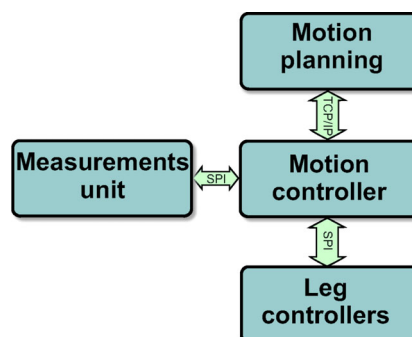 Motion
planning
TCP/IP
Measurements
unit
SPI
Motion
controller
SPI
Leg
controllers